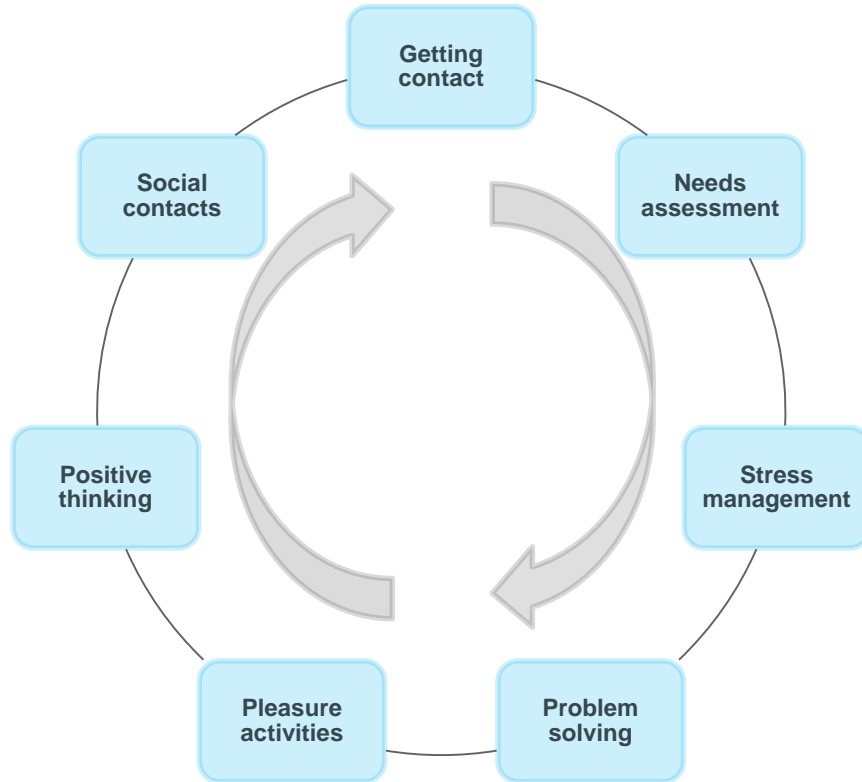 Getting
contact
Needs
assessment
Stress
management
Problem
solving
Pleasure
activities
Positive
thinking
Social
contacts